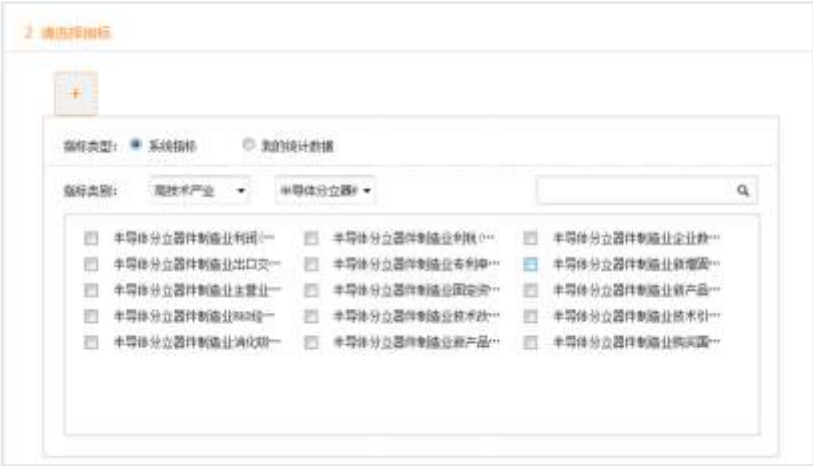 2 请选择指标
+
指标类型: 系统指标 我的统计数据
指标类别: 高技术产业 半导体分立器
半导体分立器件制造业利润(… 半导体分立器件制造业利税(… 半导体分立器件制造业企业数…
半导体分立器件制造业出口交… 半导体分立器件制造业专利申… 半导体分立器件制造业新增固…
半导体分立器件制造业主营业… 半导体分立器件制造业固定资… 半导体分立器件制造业新产品…
半导体分立器件制造业R&D经… 半导体分立器件制造业技术改… 半导体分立器件制造业技术引…
半导体分立器件制造业消化吸… 半导体分立器件制造业新产品… 半导体分立器件制造业购买国…